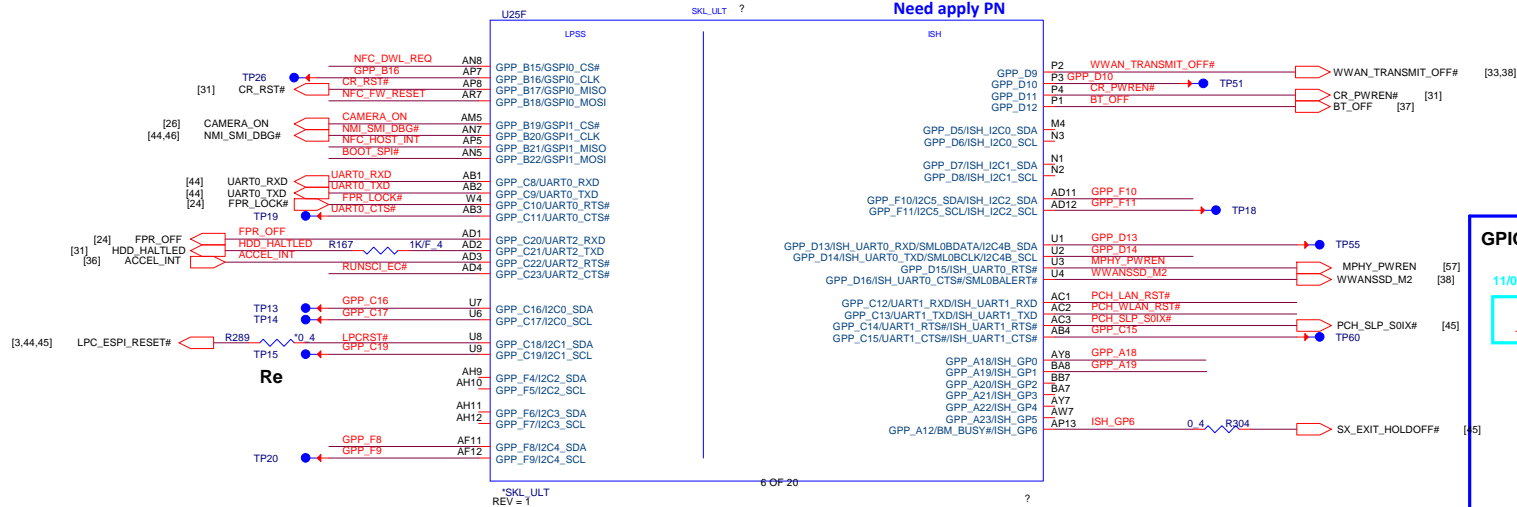 U25F
SKL_ULT ?
Need apply PN
LPSS
ISH
NFC_DWL_REQ AN8 GPP_B15/GSPI0_CS#
TP26 GPP_B16 AP7 GPP_B16/GSPI0_CLK
[31] CR_RST# CR_RST# AP8 GPP_B17/GSPI0_MISO
NFC_FW_RESET AR7 GPP_B18/GSPI0_MOSI
[26] CAMERA_ON CAMERA_ON AM5 GPP_B19/GSPI1_CS#
[44,46] NMI_SMI_DBG# NMI_SMI_DBG# AN7 GPP_B20/GSPI1_CLK
NFC_HOST_INT AP5 GPP_B21/GSPI1_MISO
BOOT_SPI# AN5 GPP_B22/GSPI1_MOSI
[44] UART0_RXD UART0_RXD AB1 GPP_C8/UART0_RXD
[44] UART0_TXD UART0_TXD AB2 GPP_C9/UART0_TXD
[24] FPR_LOCK# FPR_LOCK# W4 GPP_C10/UART0_RTS#
TP19 UART0_CTS# AB3 GPP_C11/UART0_CTS#
[24] FPR_OFF FPR_OFF AD1 GPP_C20/UART2_RXD
[31] HDD_HALTLED HDD_HALTLED R167 1K/F_4 AD2 GPP_C21/UART2_TXD
[36] ACCEL_INT ACCEL_INT AD3 GPP_C22/UART2_RTS#
RUNSCI_EC# AD4 GPP_C23/UART2_CTS#
TP13 GPP_C16 U7 GPP_C16/I2C0_SDA
TP14 GPP_C17 U6 GPP_C17/I2C0_SCL
[3,44,45] LPC_ESPI_RESET# R289 *0_4 LPCRST# U8 GPP_C18/I2C1_SDA
TP15 GPP_C19 U9 GPP_C19/I2C1_SCL
Re
AH9 GPP_F4/I2C2_SDA
AH10 GPP_F5/I2C2_SCL
AH11 GPP_F6/I2C3_SDA
AH12 GPP_F7/I2C3_SCL
GPP_F8 AF11 GPP_F8/I2C4_SDA
TP20 GPP_F9 AF12 GPP_F9/I2C4_SCL
GPP_D9 P2 WWAN_TRANSMIT_OFF# WWAN_TRANSMIT_OFF# [33,38]
GPP_D10 P3 GPP_D10 TP51
GPP_D11 P4 CR_PWREN# CR_PWREN# [31]
GPP_D12 P1 BT_OFF BT_OFF [37]
GPP_D5/ISH_I2C0_SDA M4
GPP_D6/ISH_I2C0_SCL N3
GPP_D7/ISH_I2C1_SDA N1
GPP_D8/ISH_I2C1_SCL N2
GPP_F10/I2C5_SDA/ISH_I2C2_SDA AD11 GPP_F10
GPP_F11/I2C5_SCL/ISH_I2C2_SCL AD12 GPP_F11 TP18
GPP_D13/ISH_UART0_RXD/SML0BDATA/I2C4B_SDA U1 GPP_D13 TP55
GPP_D14/ISH_UART0_TXD/SML0BCLK/I2C4B_SCL U2 GPP_D14
GPP_D15/ISH_UART0_RTS# U3 MPHY_PWREN MPHY_PWREN [57]
GPP_D16/ISH_UART0_CTS#/SML0BALERT# U4 WWANSSD_M2 WWANSSD_M2 [38]
GPP_C12/UART1_RXD/ISH_UART1_RXD AC1 PCH_LAN_RST#
GPP_C13/UART1_TXD/ISH_UART1_TXD AC2 PCH_WLAN_RST#
GPP_C14/UART1_RTS#/ISH_UART1_RTS# AC3 PCH_SLP_S0IX# PCH_SLP_S0IX# [45]
GPP_C15/UART1_CTS#/ISH_UART1_CTS# AB4 GPP_C15 TP60
GPP_A18/ISH_GP0 AY8 GPP_A18
GPP_A19/ISH_GP1 BA8 GPP_A19
GPP_A20/ISH_GP2 BB7
GPP_A21/ISH_GP3 BA7
GPP_A22/ISH_GP4 AY7
GPP_A23/ISH_GP5 AW7
GPP_A12/BM_BUSY#/ISH_GP6 AP13 ISH_GP6 0_4 R304 SX_EXIT_HOLDOFF# [45]
GPIO
11/0
*SKL_ULT
REV = 1
6 OF 20
?